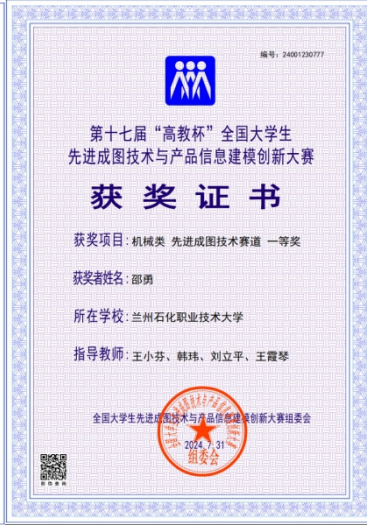 编号：24001230777
第十七届“高教杯”全国大学生
先进成图技术与产品信息建模创新大赛
获奖证书
获奖项目：机械类 先进成图技术赛道 一等奖
获奖者姓名：邵勇
所在学校：兰州石化职业技术大学
指导教师：王小芬、韩玮、刘立平、王霞琴
全国大学生先进成图技术与产品信息建模创新大赛组委会
2024.7.31
组委会